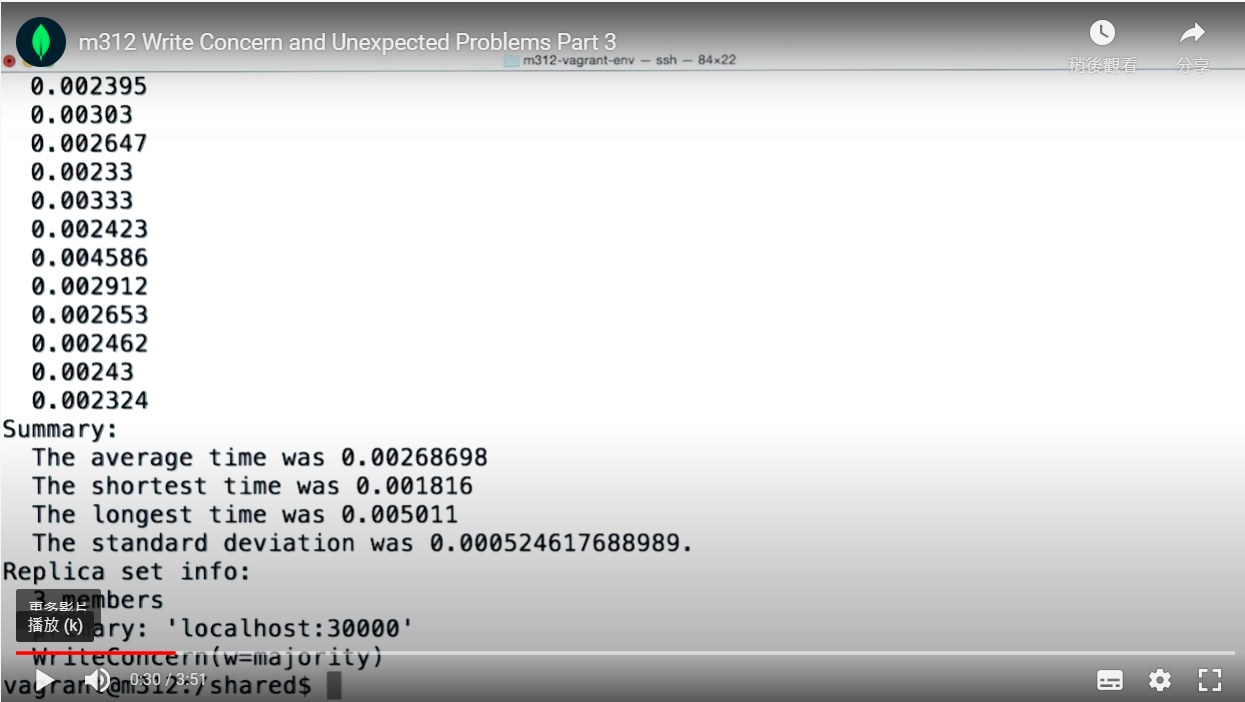 m312 Write Concern and Unexpected Problems Part 3
稍後觀看
分享
m312-vagrant-env — ssh — 84×22
0.002395
0.00303
0.002647
0.00233
0.00333
0.002423
0.004586
0.002912
0.002653
0.002462
0.00243
0.002324
Summary:
The average time was 0.00268698
The shortest time was 0.001816
The longest time was 0.005011
The standard deviation was 0.000524617688989.
Replica set info:
3 members
更多影片
播放 (k)
primary: 'localhost:30000'
WriteConcern(w=majority)
0:30 / 3:51
vagrant@m312:/shared$